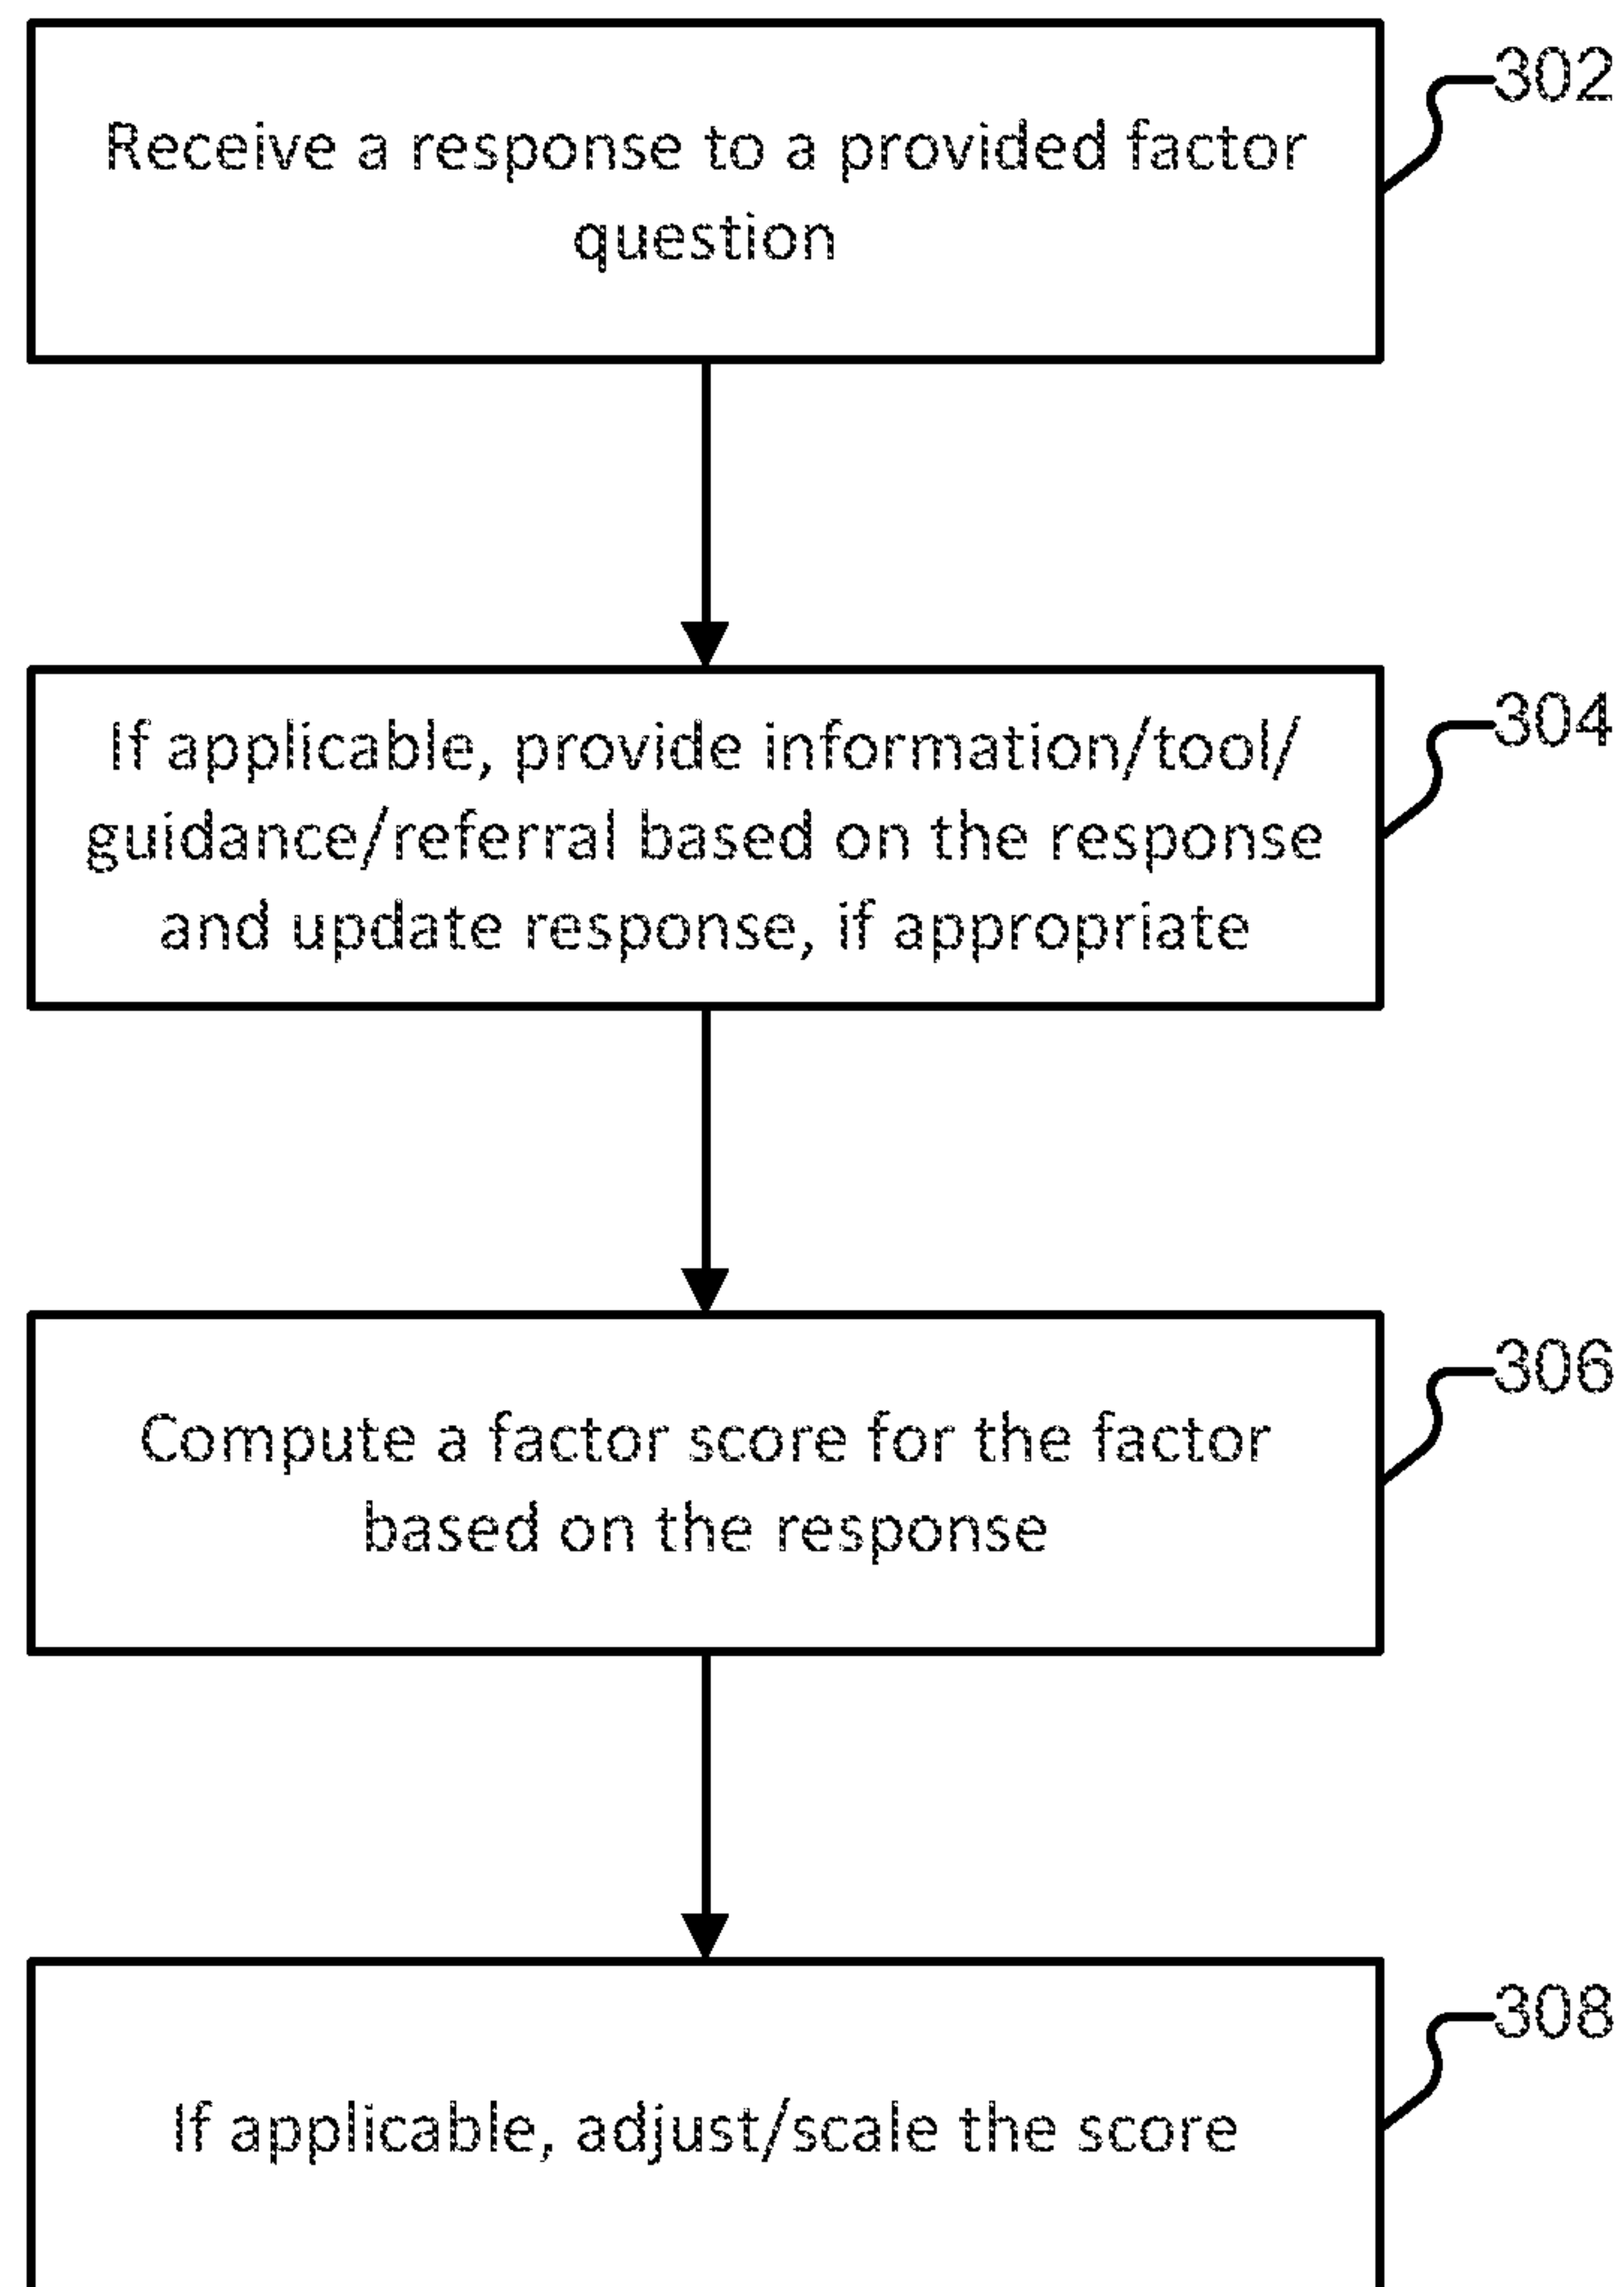 302
Receive a response to a provided factor
question
304
If applicable, provide information/tool/
guidance/referral based on the response
and update response, if appropriate
306
Compute a factor score for the factor
based on the response
308
If applicable, adjust/scale the score